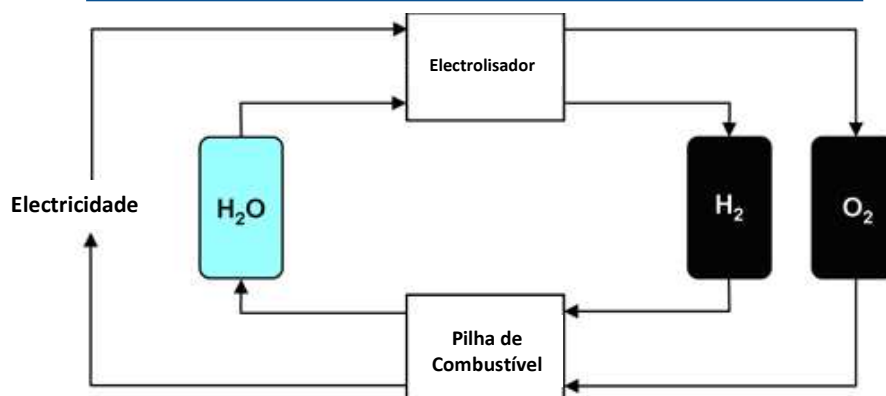 Electrolisador
Electricidade
H₂O
H₂
O₂
Pilha de
Combustível